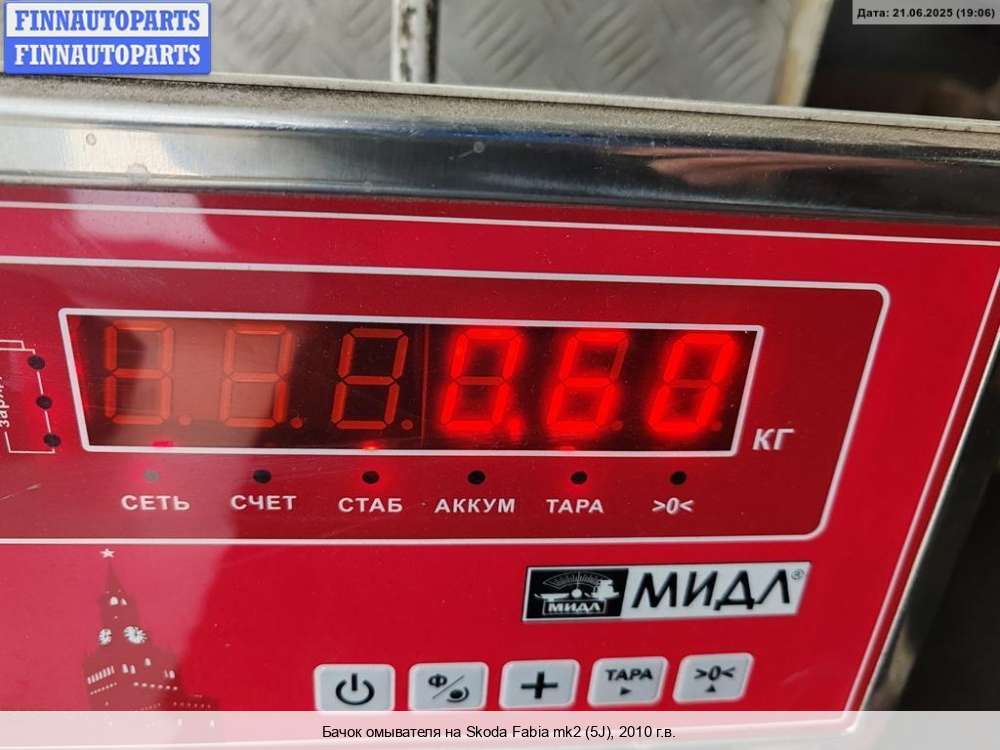 FINNAUTOPARTS
FINNAUTOPARTS
Дата: 21.06.2025 (19:06)
0.60
КГ
СЕТЬ СЧЕТ СТАБ АККУМ ТАРА >0<
МИДЛ МИДЛ®
Ф ТАРА >0<
Бачок омывателя на Skoda Fabia mk2 (5J), 2010 г.в.